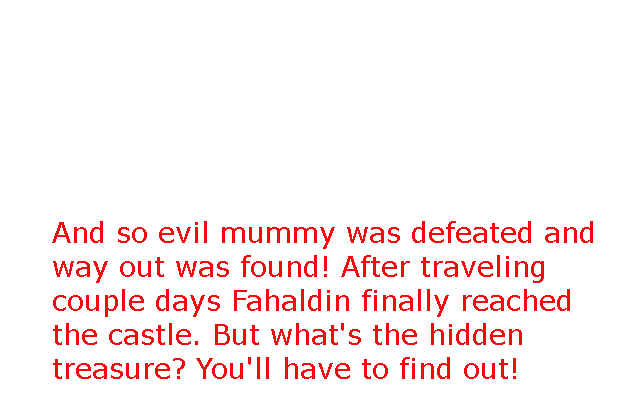 And so evil mummy was defeated and
way out was found! After traveling
couple days Fahaldin finally reached
the castle. But what's the hidden
treasure? You'll have to find out!